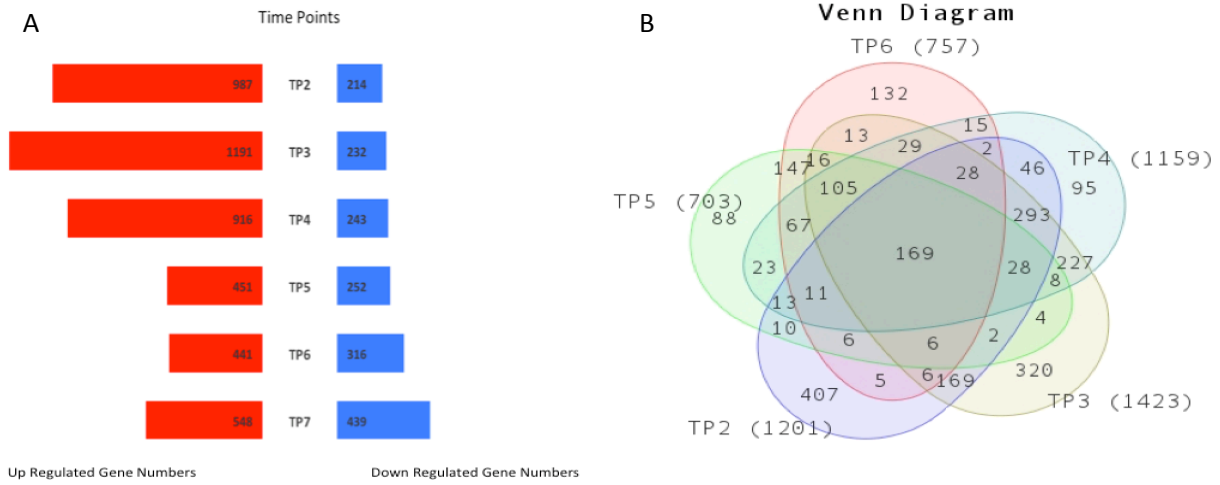 A
Time Points
987 TP2 214
1191 TP3 232
916 TP4 243
451 TP5 252
441 TP6 316
548 TP7 439
Up Regulated Gene Numbers
Down Regulated Gene Numbers
B
Venn Diagram
TP6 (757)
132
15
13
29
2
147
16
28
46
TP4 (1159)
95
105
TP5 (703)
88
67
293
169
23
28
227
8
13
11
10
4
6
6
2
5
6
169
320
407
TP3 (1423)
TP2 (1201)